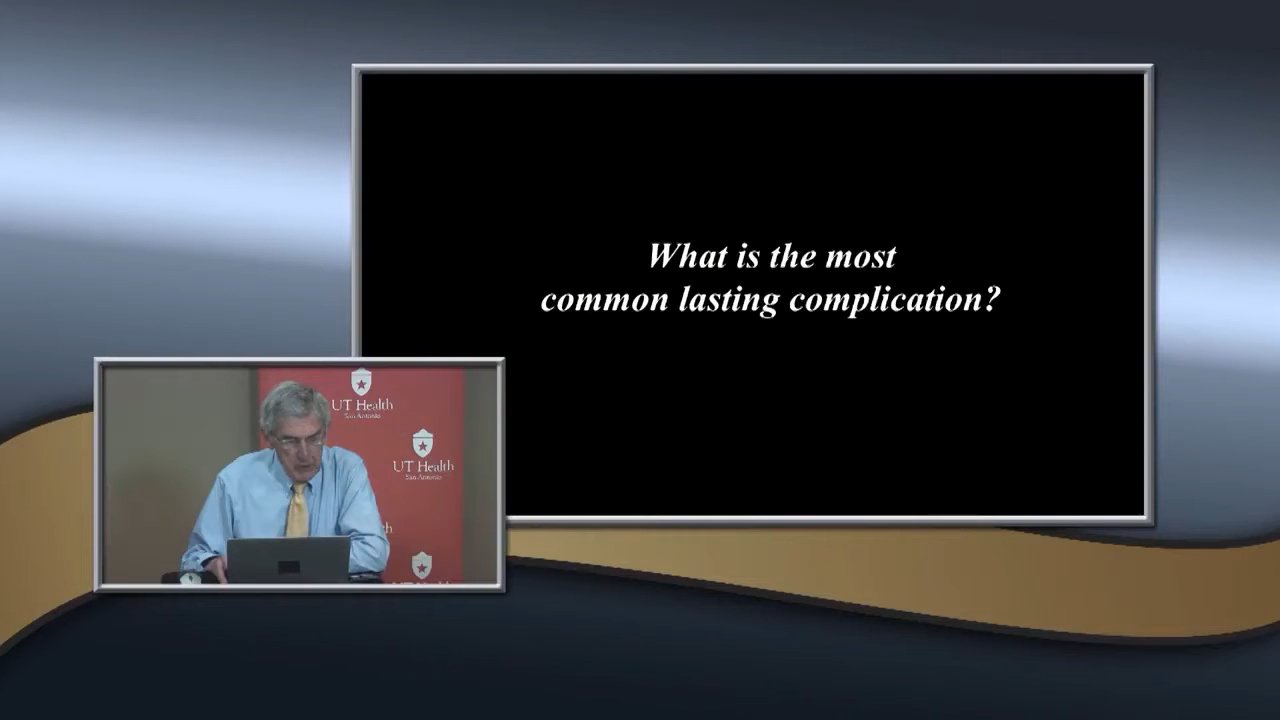 What is the most
common lasting complication?
UT Health
San Antonio
UT Health
San Antonio